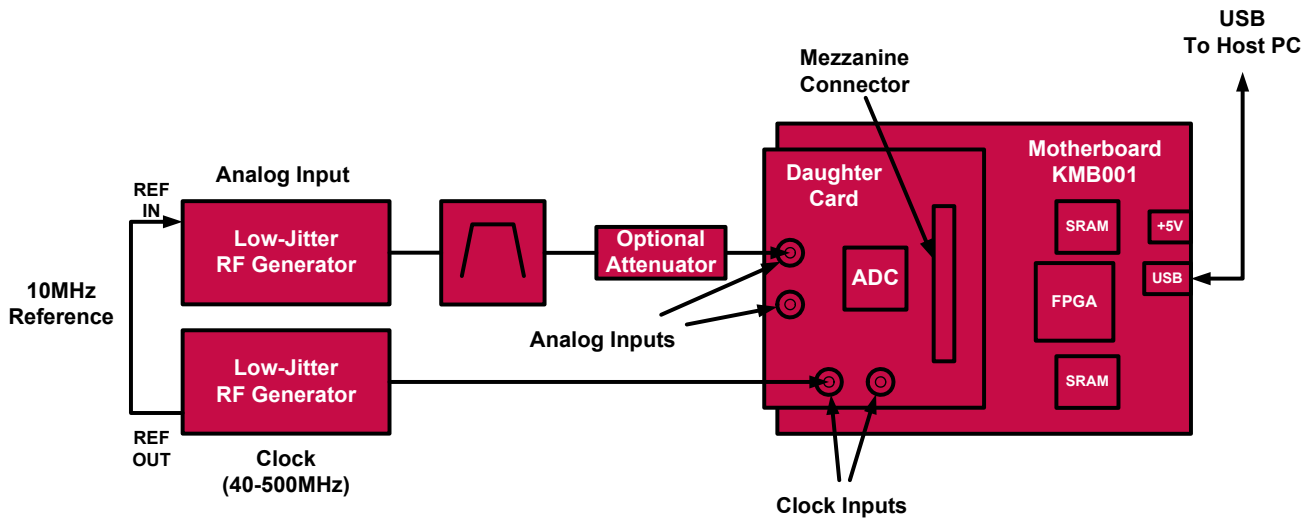 USB
To Host PC
Mezzanine
Connector
Motherboard
KMB001
Daughter
Card
SRAM
+5V
USB
FPGA
SRAM
ADC
Analog Input
REF
IN
Low-Jitter
RF Generator
Optional
Attenuator
10MHz
Reference
Analog Inputs
Low-Jitter
RF Generator
REF
OUT
Clock
(40-500MHz)
Clock Inputs